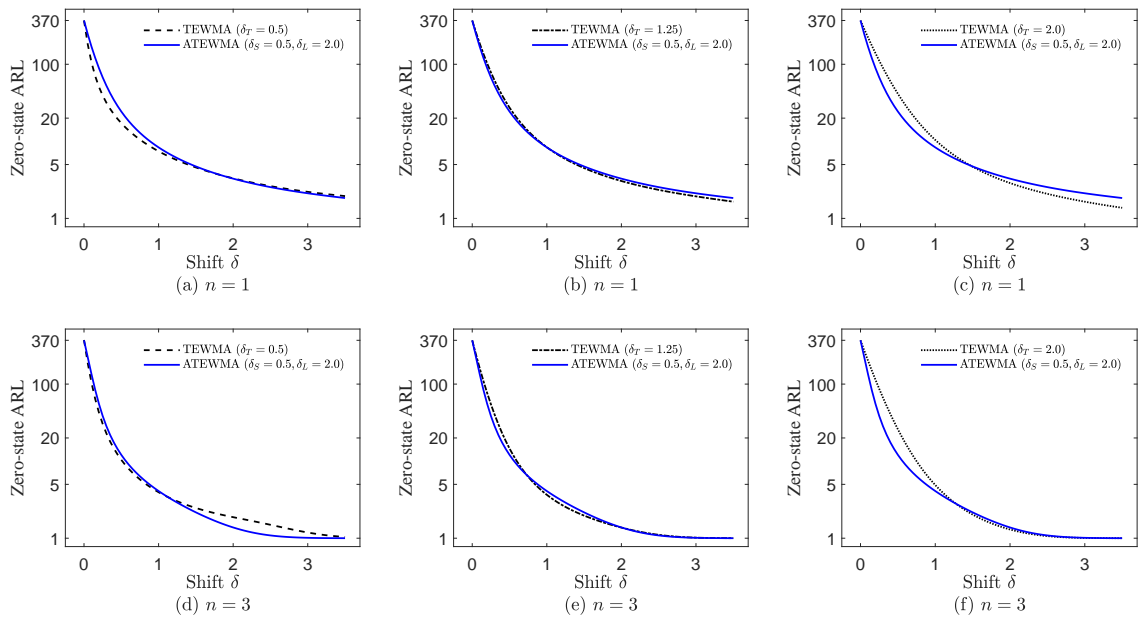 Zero-state ARL
370
100
20
5
1
TEWMA (δ_T = 0.5)
ATEWMA (δ_S = 0.5, δ_L = 2.0)
0 1 2 3
Shift δ
(a) n = 1
Zero-state ARL
370
100
20
5
1
TEWMA (δ_T = 1.25)
ATEWMA (δ_S = 0.5, δ_L = 2.0)
0 1 2 3
Shift δ
(b) n = 1
Zero-state ARL
370
100
20
5
1
TEWMA (δ_T = 2.0)
ATEWMA (δ_S = 0.5, δ_L = 2.0)
0 1 2 3
Shift δ
(c) n = 1
Zero-state ARL
370
100
20
5
1
TEWMA (δ_T = 0.5)
ATEWMA (δ_S = 0.5, δ_L = 2.0)
0 1 2 3
Shift δ
(d) n = 3
Zero-state ARL
370
100
20
5
1
TEWMA (δ_T = 1.25)
ATEWMA (δ_S = 0.5, δ_L = 2.0)
0 1 2 3
Shift δ
(e) n = 3
Zero-state ARL
370
100
20
5
1
TEWMA (δ_T = 2.0)
ATEWMA (δ_S = 0.5, δ_L = 2.0)
0 1 2 3
Shift δ
(f) n = 3